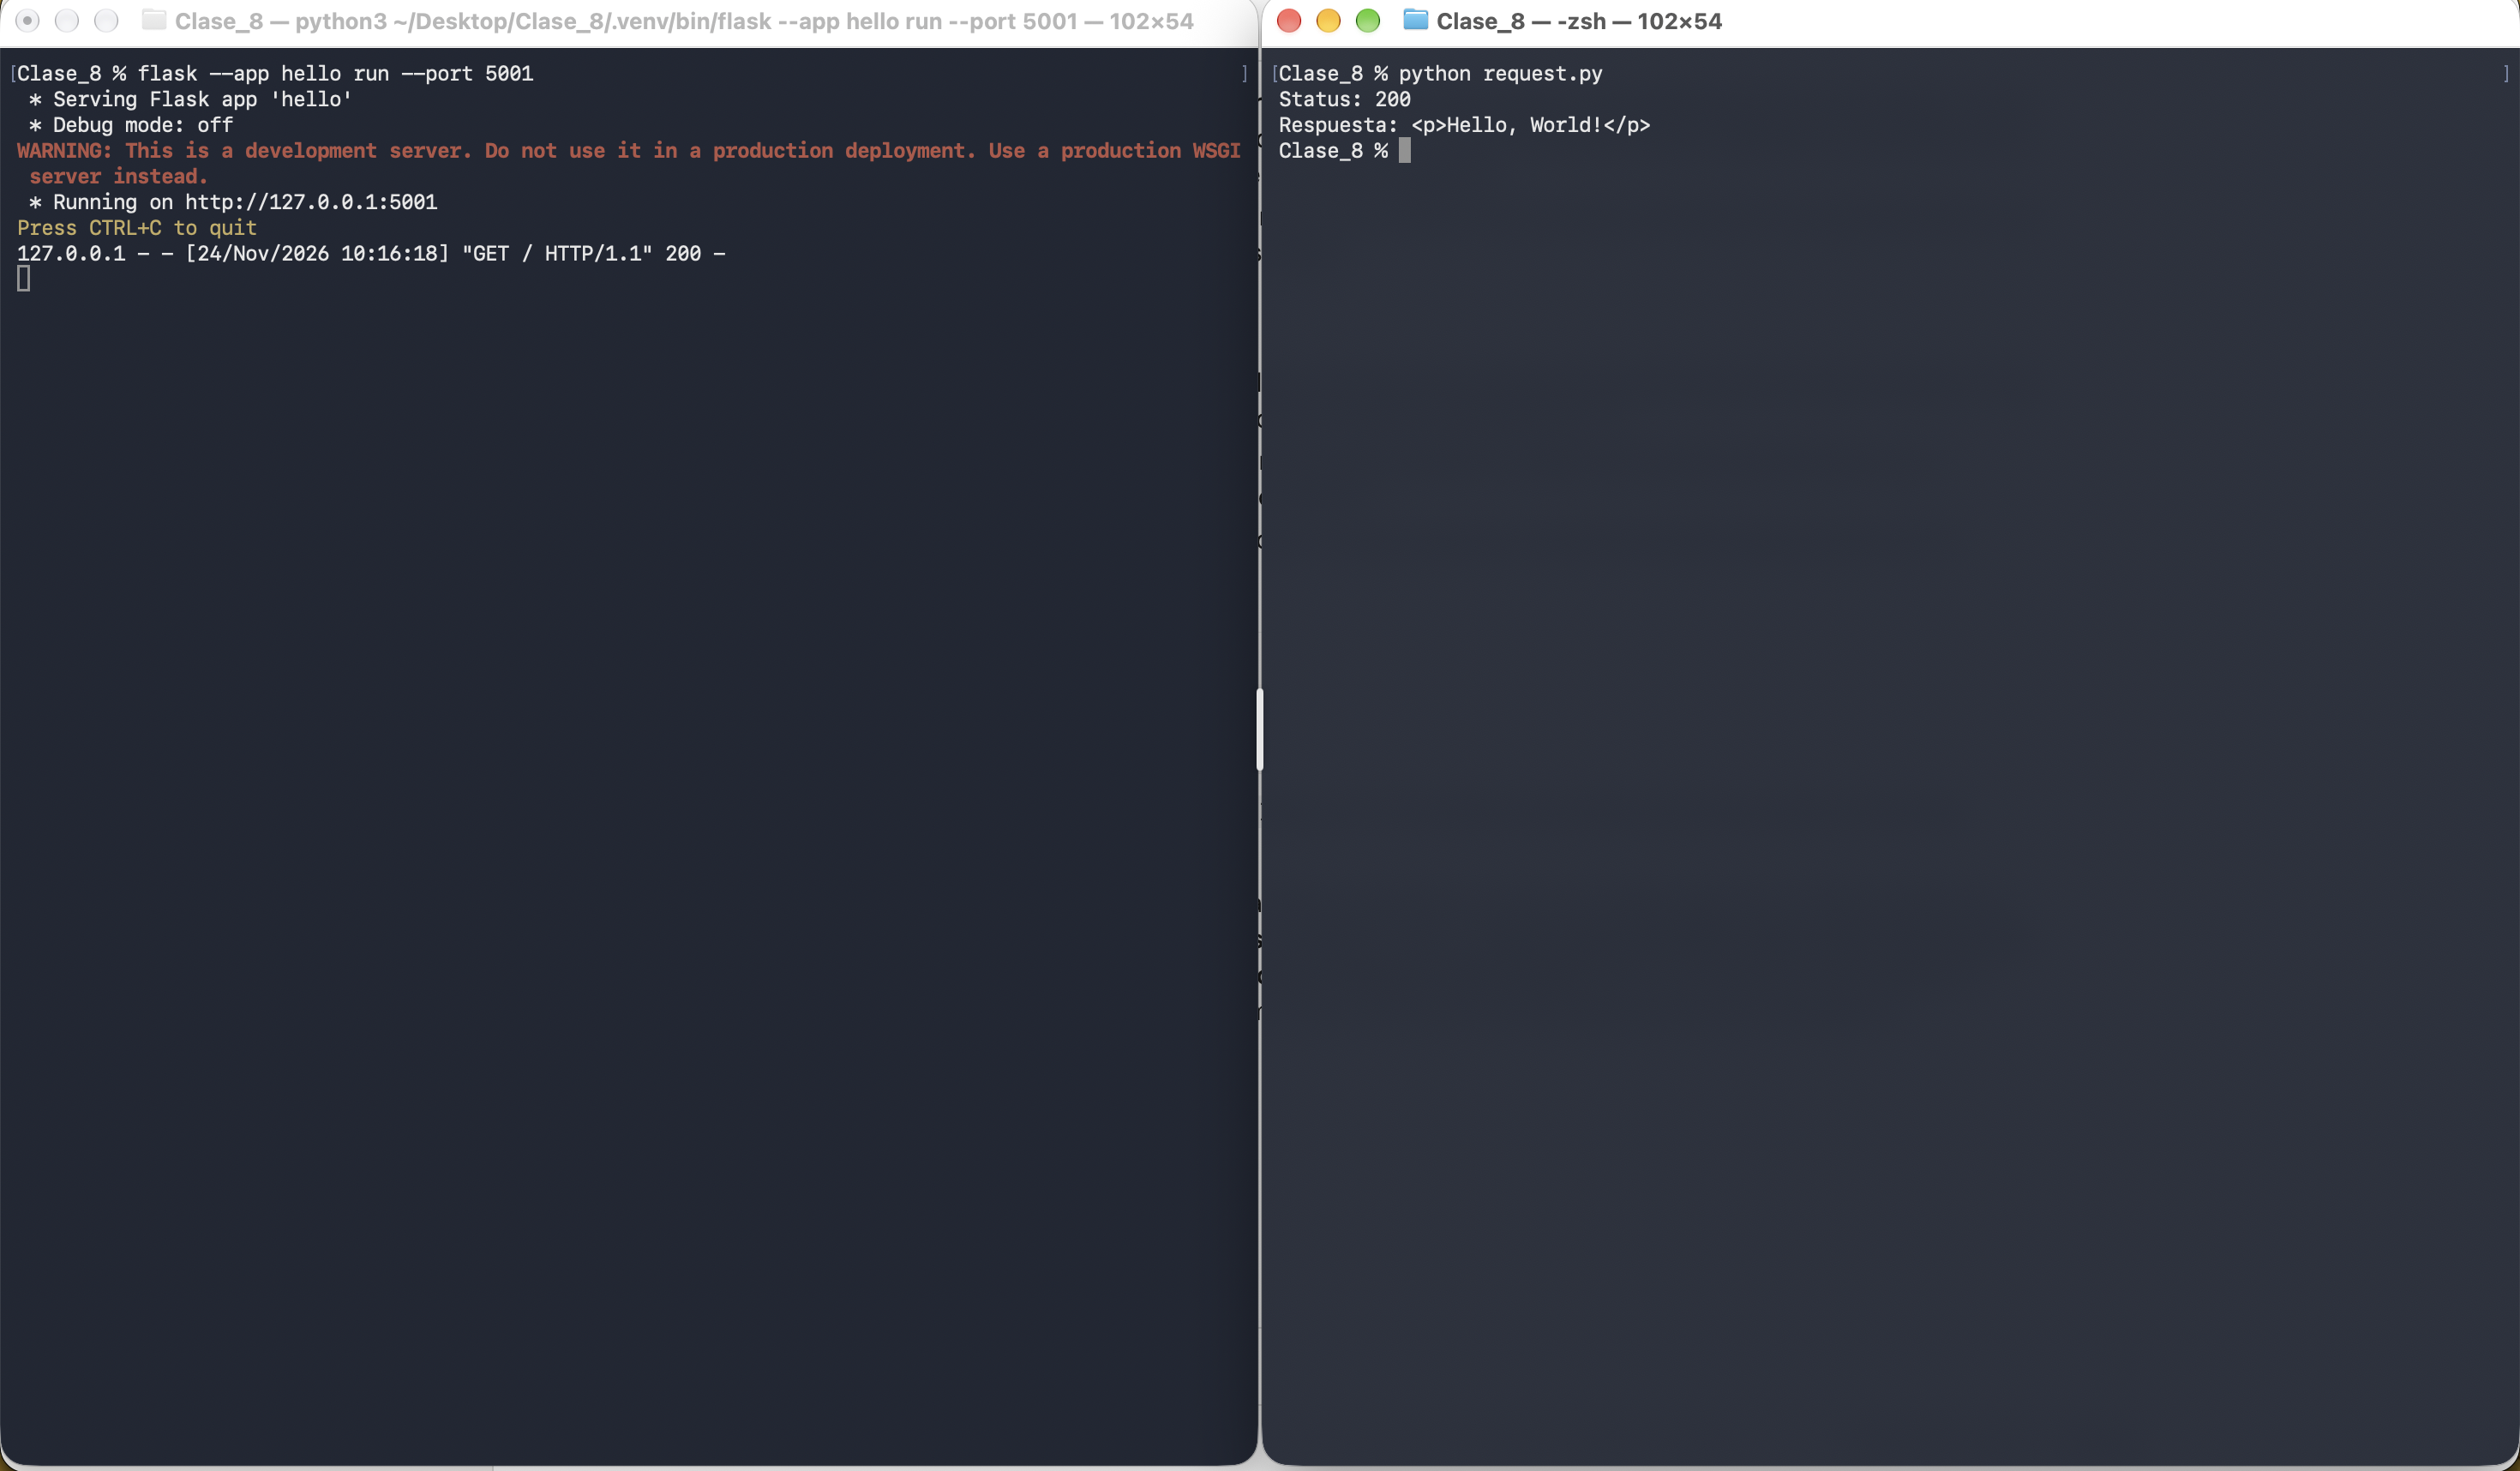 Clase_8 — python3 ~/Desktop/Clase_8/.venv/bin/flask --app hello run --port 5001 — 102×54
[Clase_8 % flask --app hello run --port 5001 ]
* Serving Flask app 'hello'
* Debug mode: off
WARNING: This is a development server. Do not use it in a production deployment. Use a production WSGI
server instead.
* Running on http://127.0.0.1:5001
Press CTRL+C to quit
127.0.0.1 - - [24/Nov/2026 10:16:18] "GET / HTTP/1.1" 200 -
Clase_8 — -zsh — 102×54
[Clase_8 % python request.py ]
Status: 200
Respuesta: <p>Hello, World!</p>
Clase_8 %